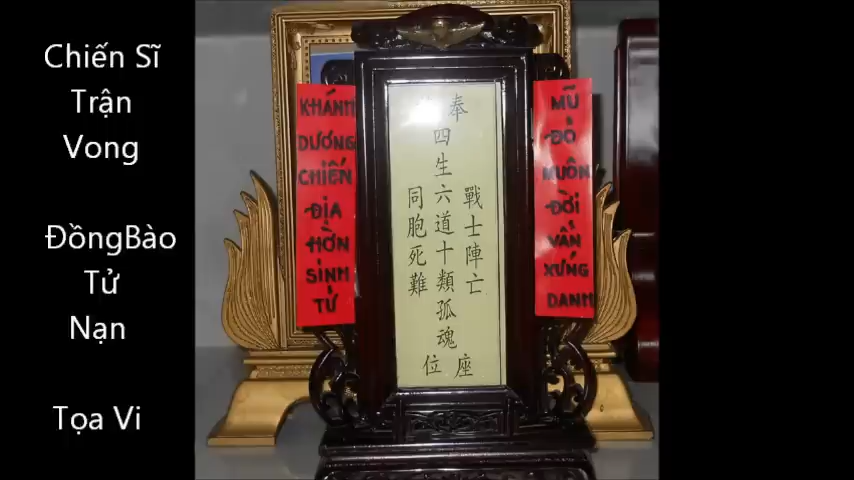 Chiến Sĩ
Trận
Vong
ĐồngBào
Tử
Nạn
Tọa Vi
KHÁNH
DƯƠNG
CHIẾN
ĐỊA
HỜN
SINH
TỬ
奉
四生六道十類孤魂
戰士陣亡
同胞死難
座
位
MŨ
ĐỎ
MUÔN
ĐỜI
VẪN
XỨNG
DANH